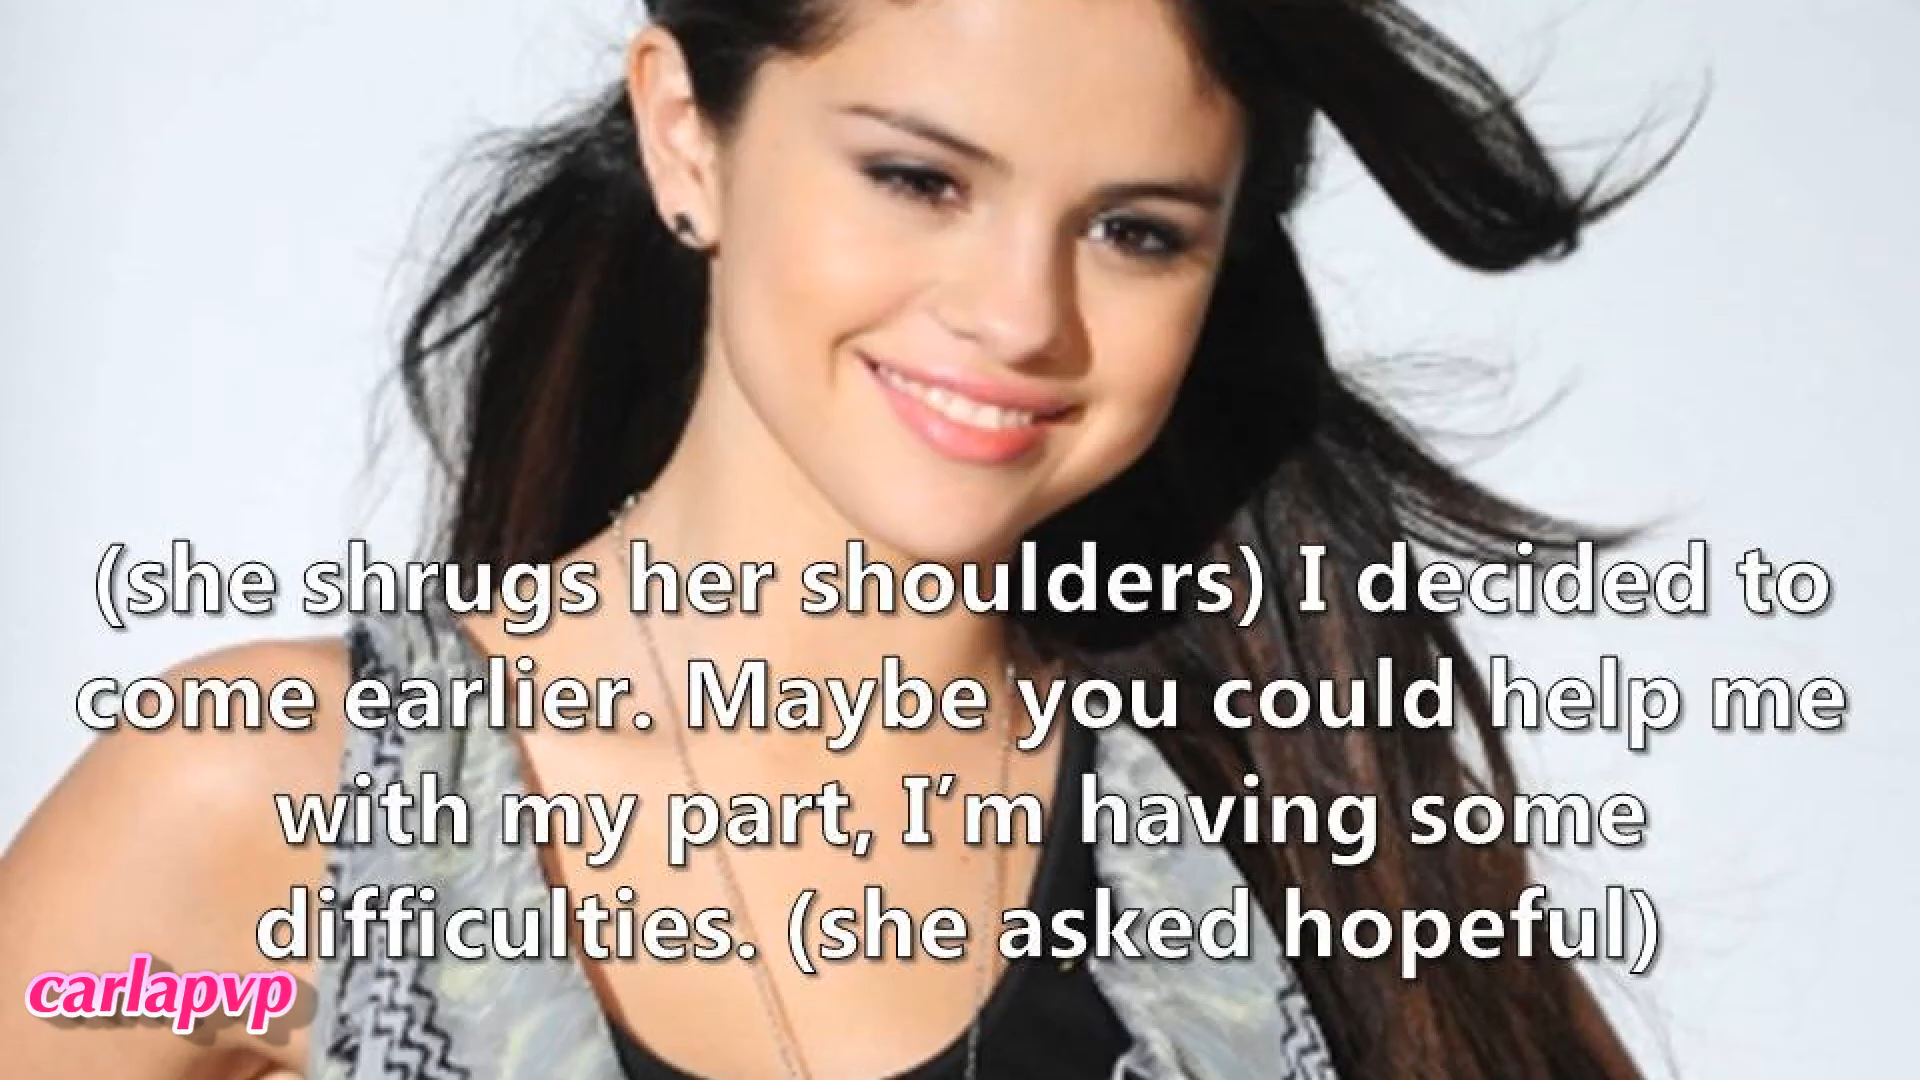 (she shrugs her shoulders) I decided to
come earlier. Maybe you could help me
with my part, I’m having some
difficulties. (she asked hopeful)
carlapvp